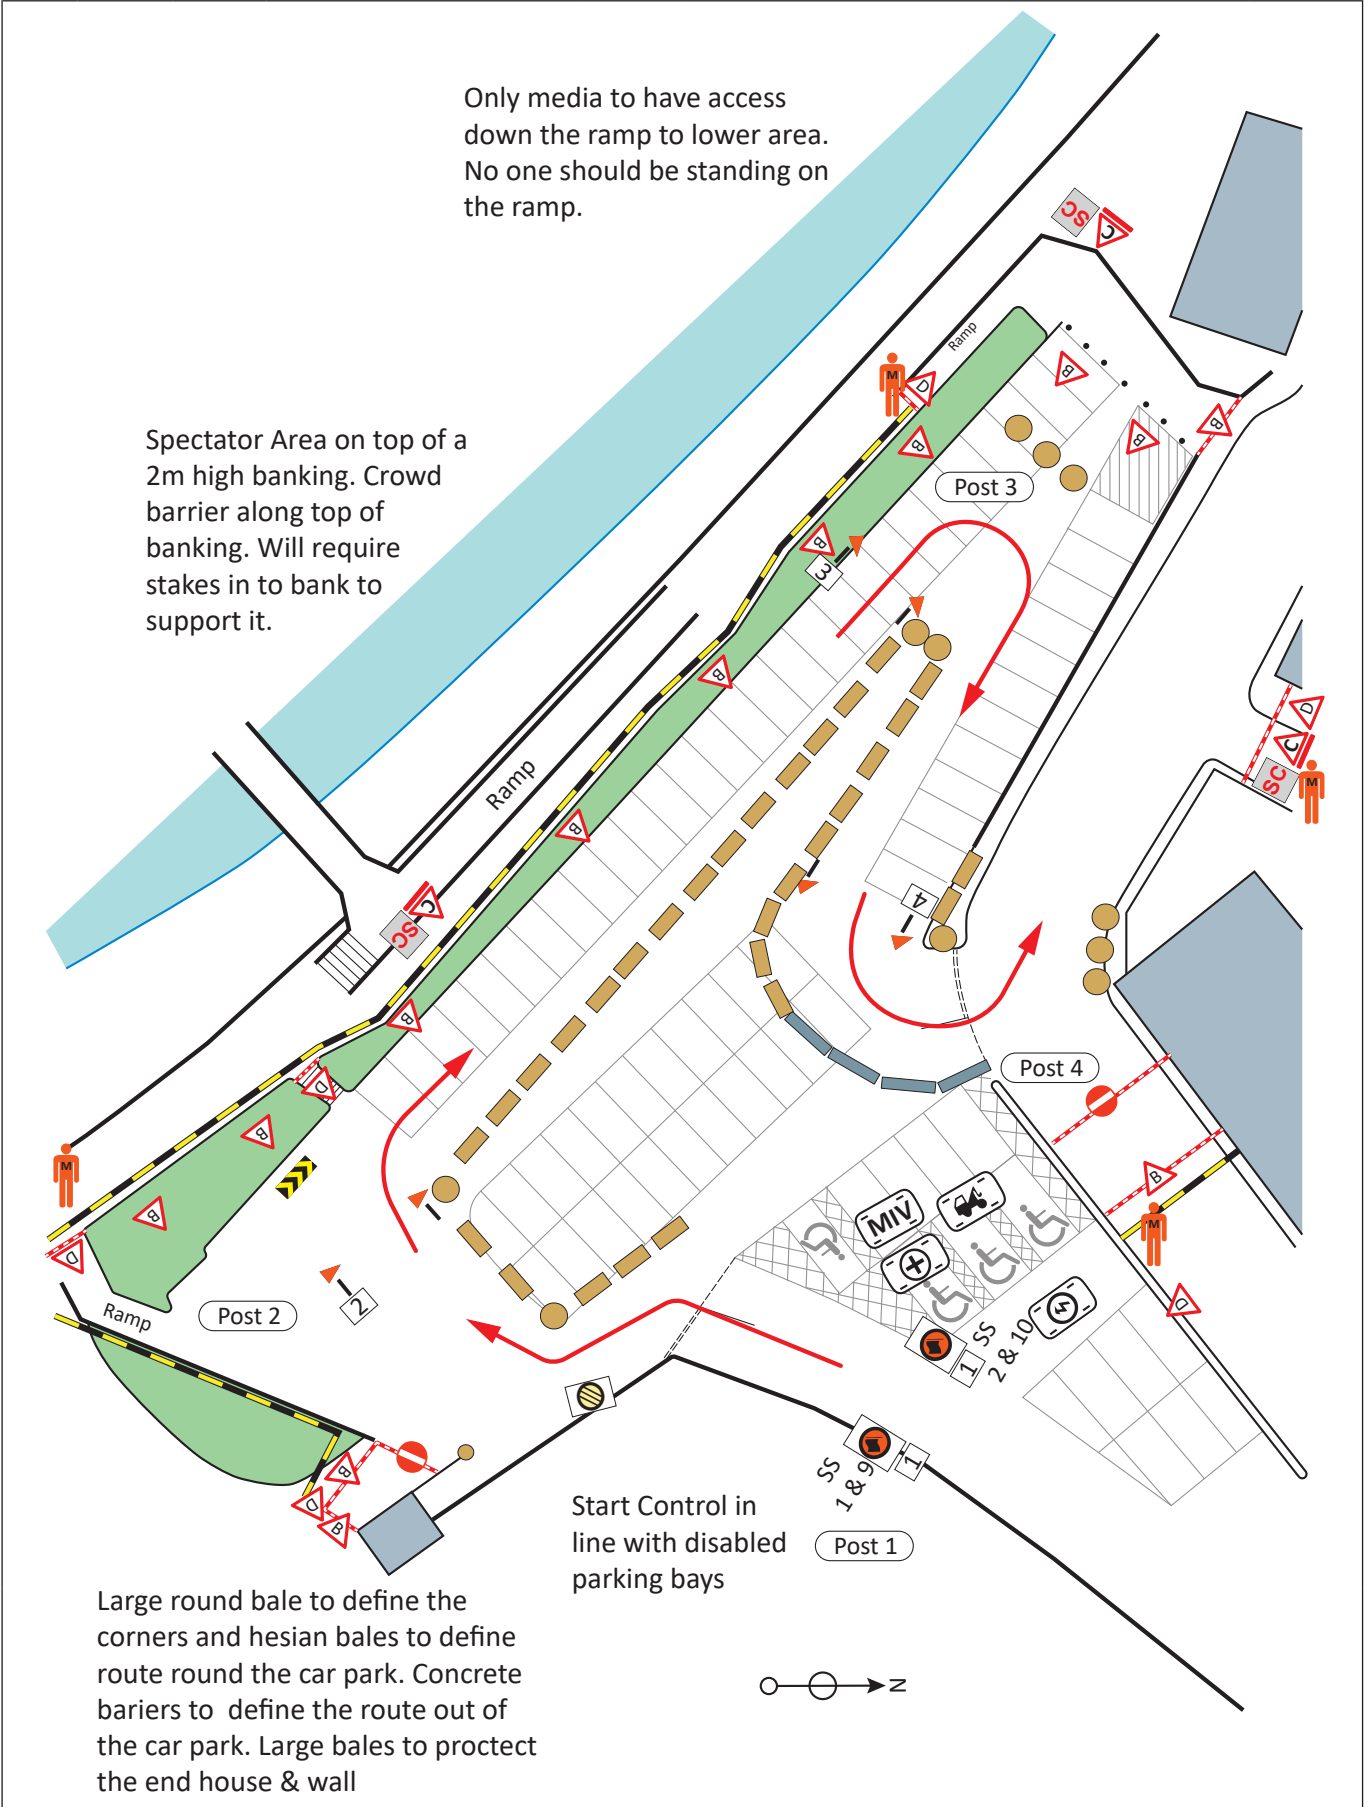 Only media to have access
down the ramp to lower area.
No one should be standing on
the ramp.
SC
C
Ramp
M
D
B
B
B
B
Spectator Area on top of a
2m high banking. Crowd
barrier along top of
banking. Will require
stakes in to bank to
support it.
Post 3
B
3
B
D
C
SC
M
Ramp
B
C
SC
4
B
Post 4
D
B
M
B
M
B
D
MIV
D
Ramp
Post 2
2
SS
2 & 10
1
B
D
B
SS
1 & 9
1
Start Control in
line with disabled
parking bays
Post 1
Large round bale to define the
corners and hesian bales to define
route round the car park. Concrete
bariers to define the route out of
the car park. Large bales to proctect
the end house & wall
N